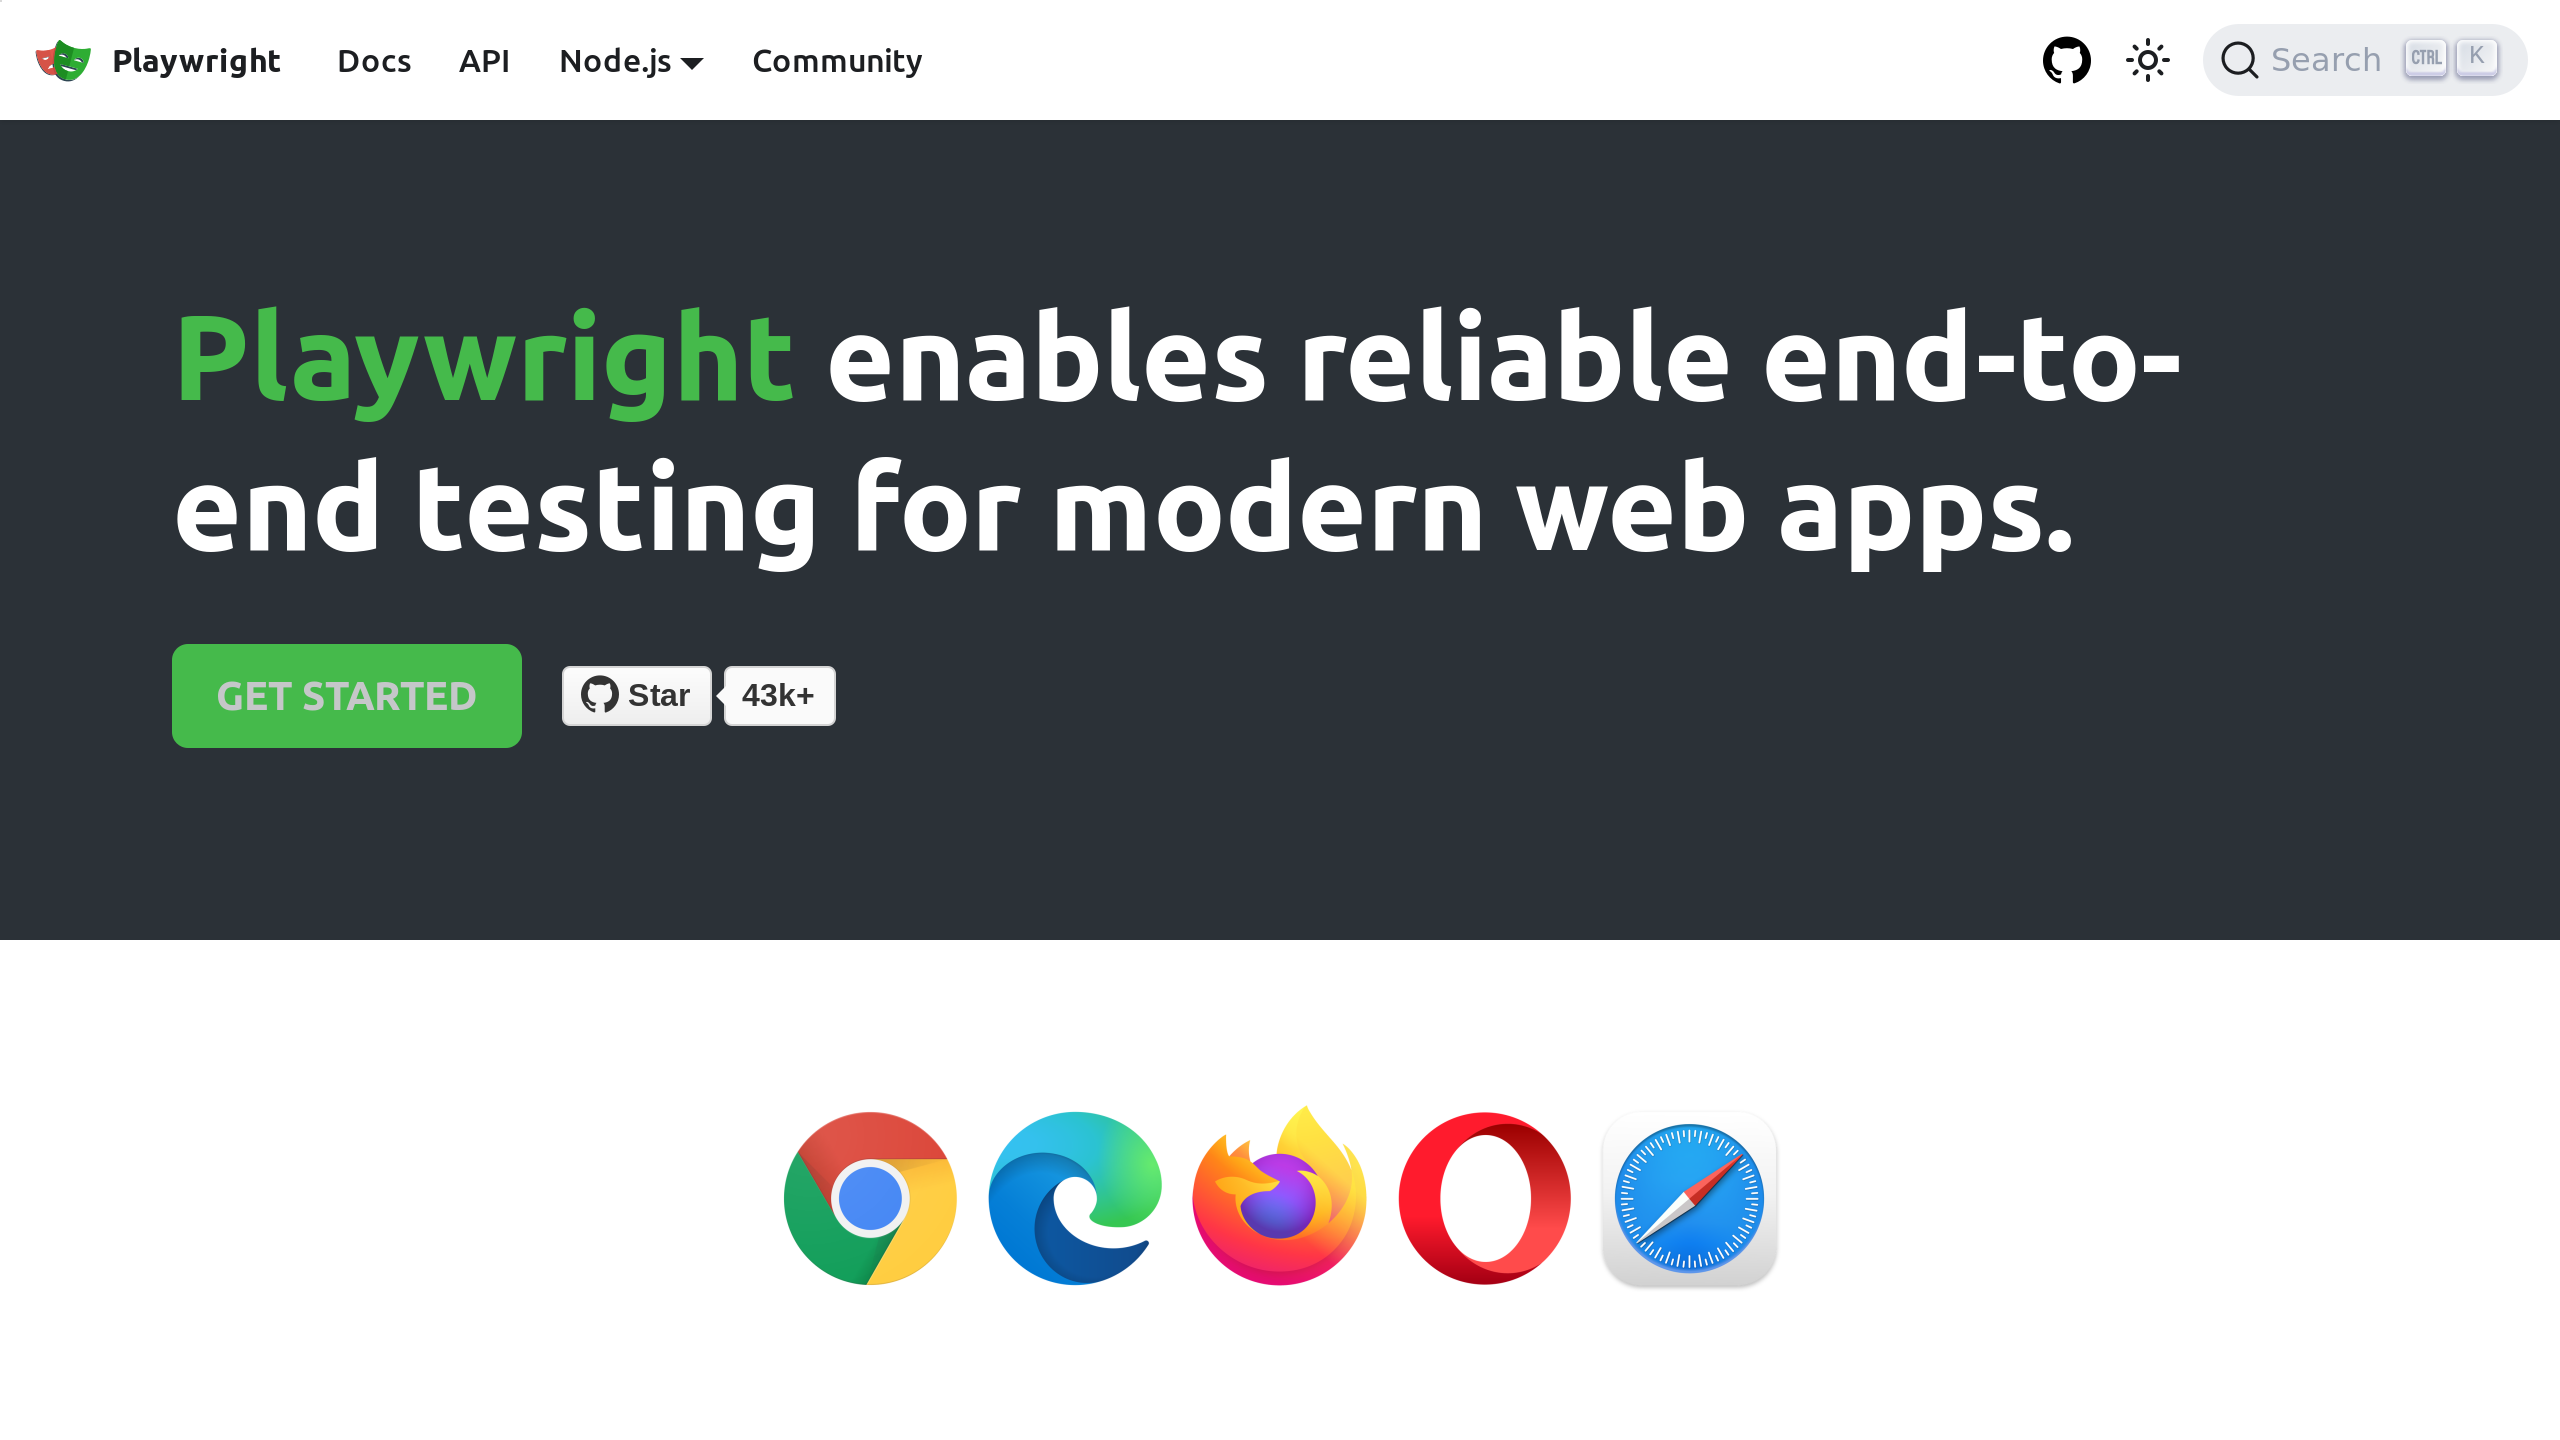 Playwright Docs API Node.js Community Search CTRL K
Playwright enables reliable end-to-
end testing for modern web apps.
GET STARTED Star 43k+